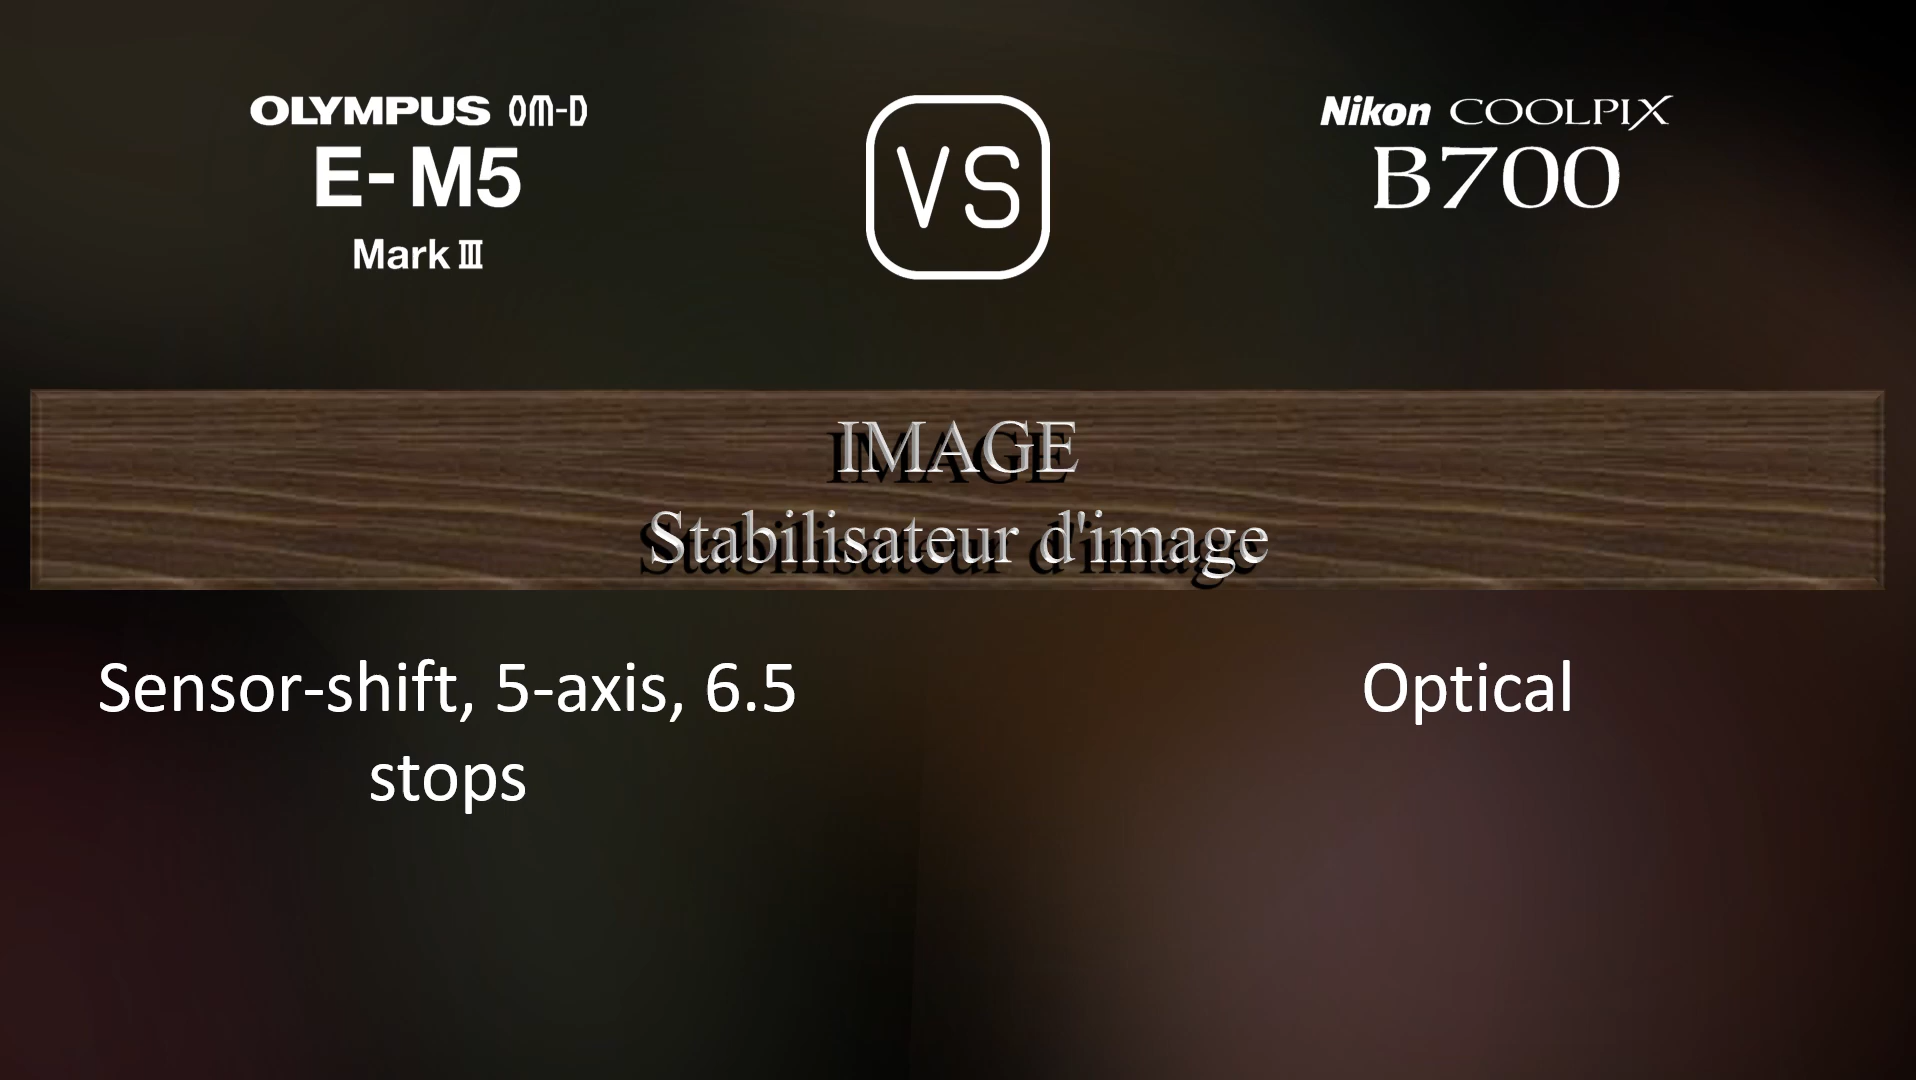 OLYMPUS OM-D
E-M5
Mark III
VS
Nikon COOLPIX
B700
IMAGE
Stabilisateur d'image
Sensor-shift, 5-axis, 6.5
stops
Optical